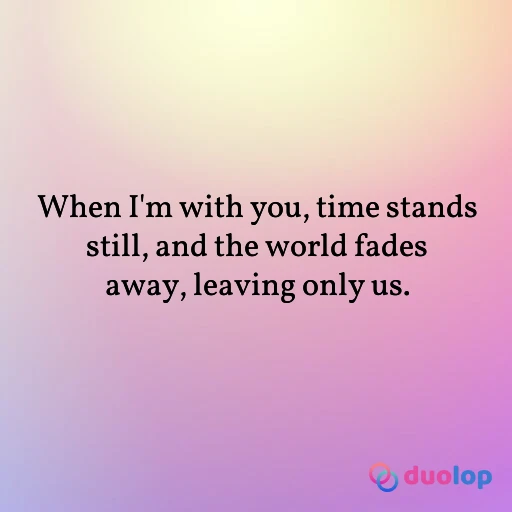 When I'm with you, time stands
still, and the world fades
away, leaving only us.
duolop